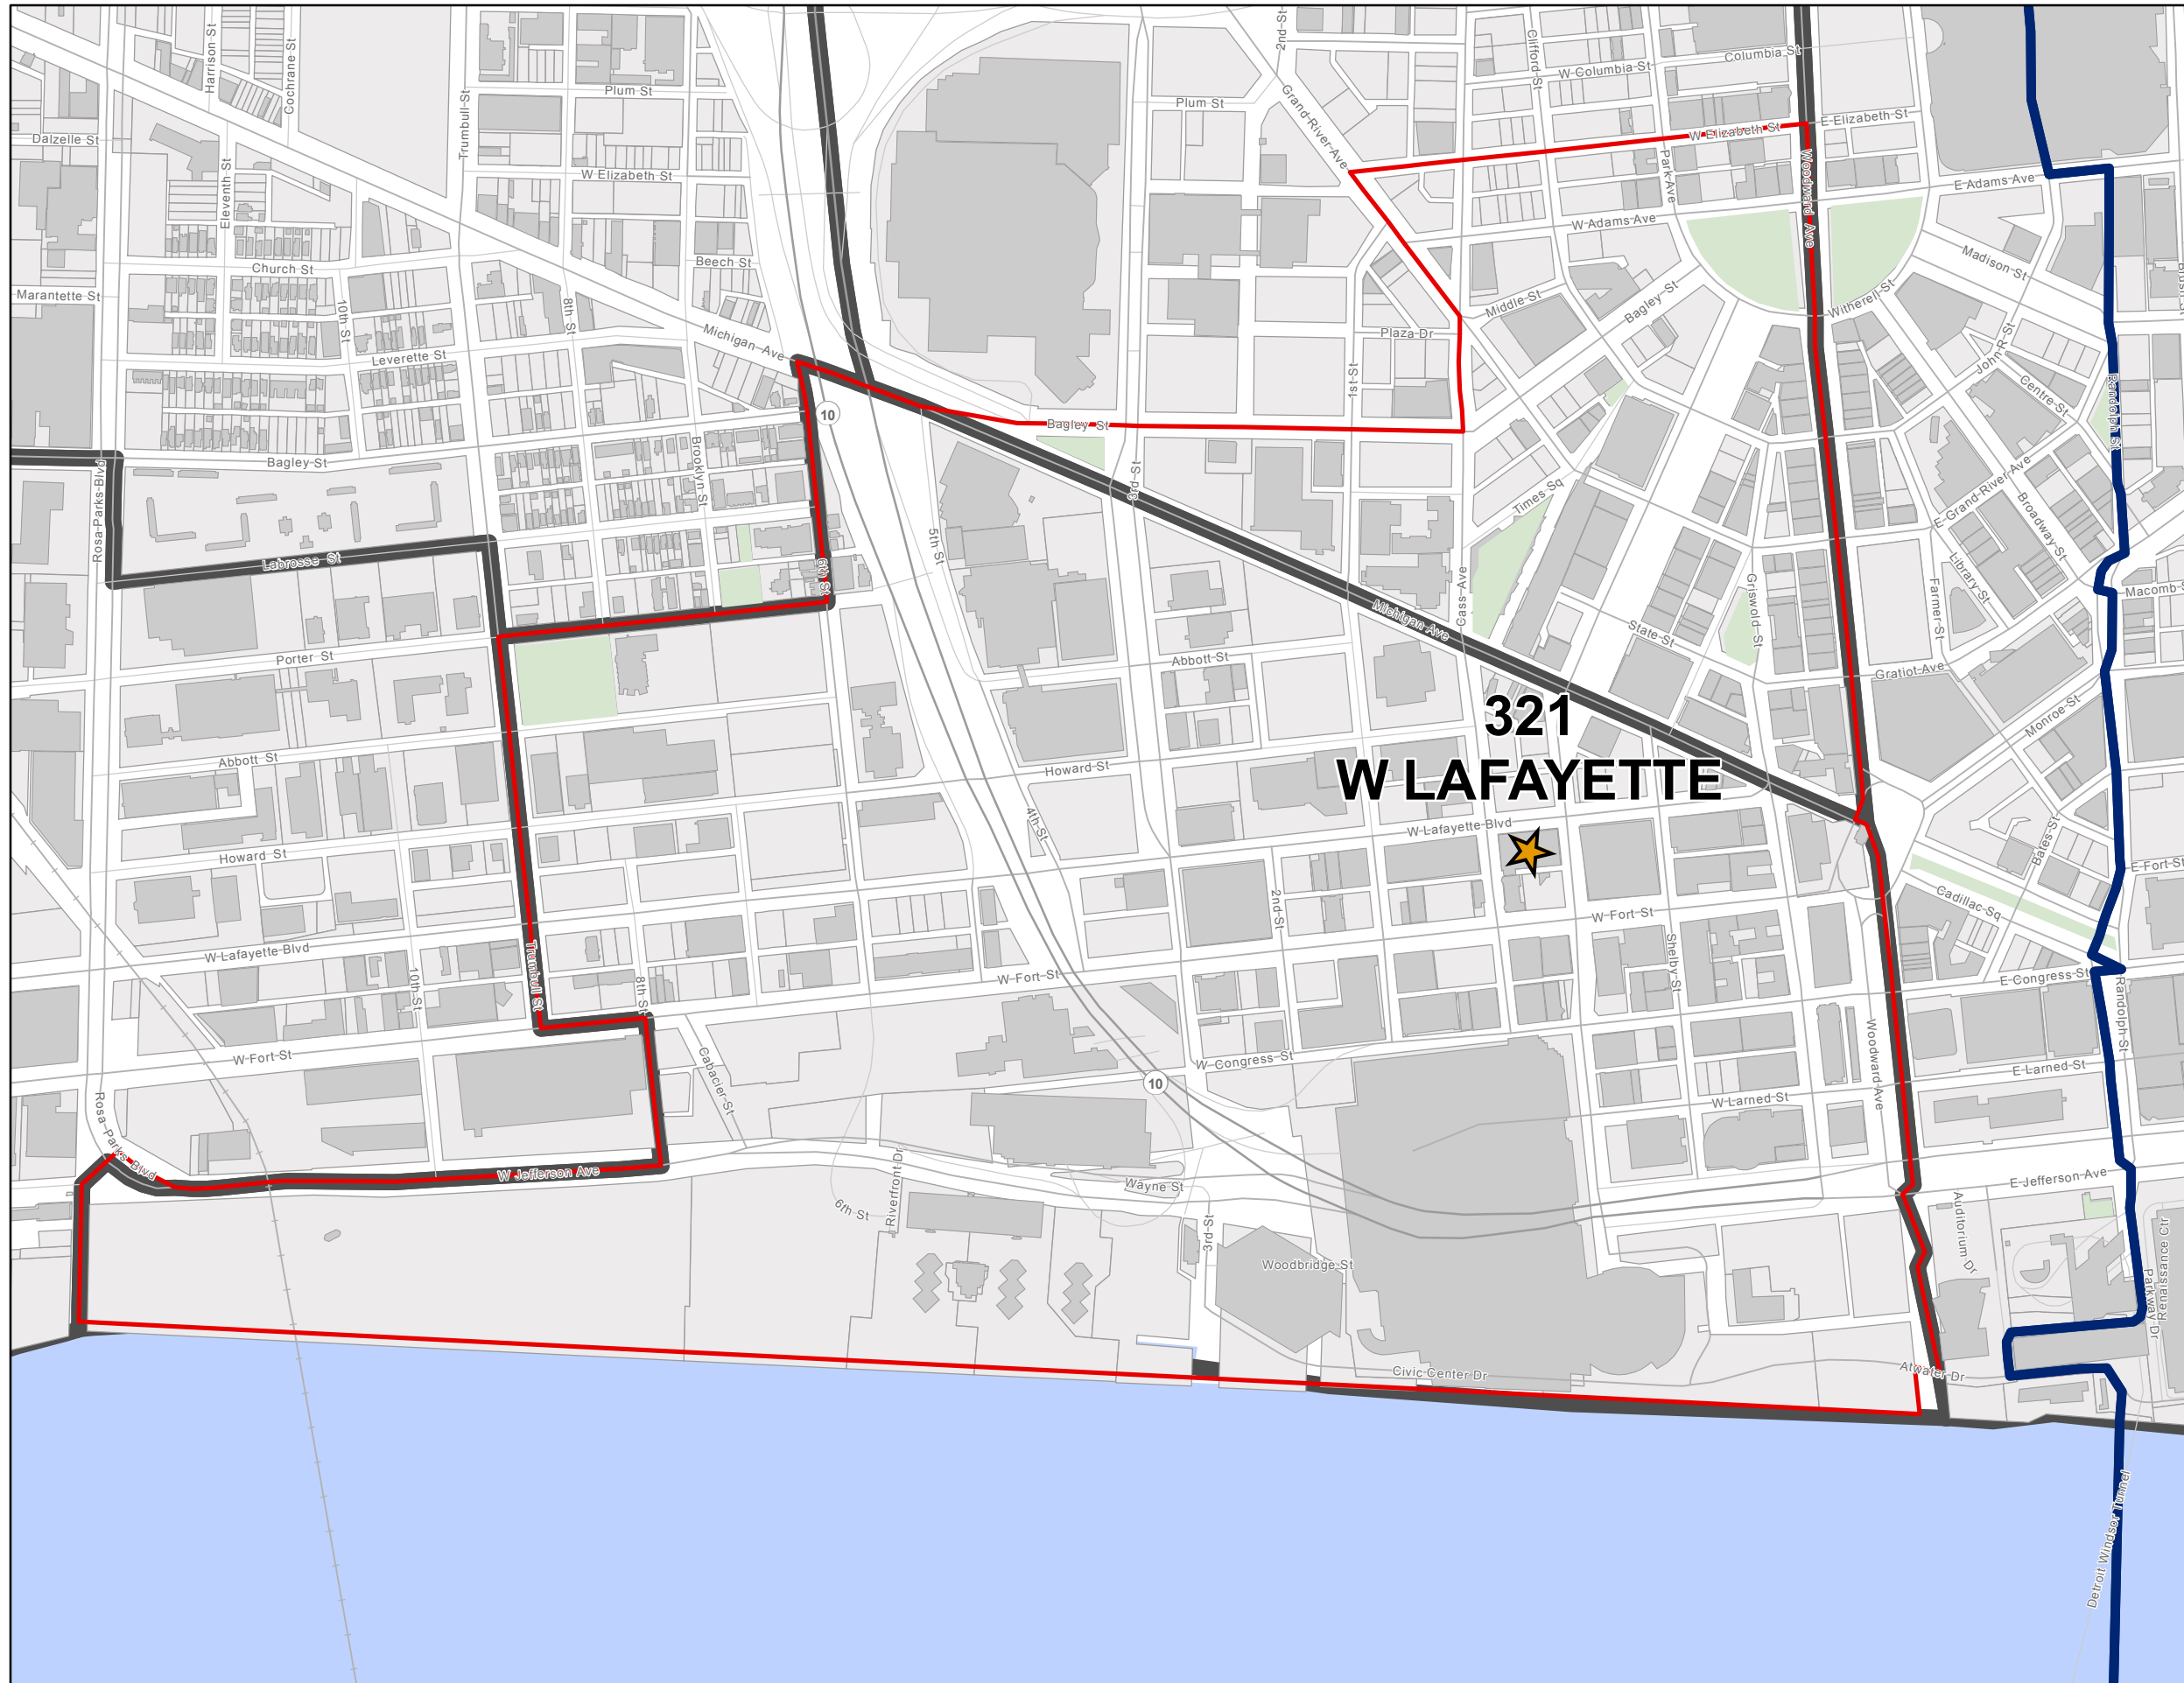 Harrison St
Cochrane St
Trumbull St
Plum St
2nd St
Clifford St
W Columbia St
Columbia St
Plum St
Grand River Ave
Dalzelle St
W Elizabeth St
E Elizabeth St
Eleventh St
W Elizabeth St
Park Ave
Woodward Ave
E Adams Ave
W Adams Ave
Church St
Beech St
Madison St
Marantette St
10th St
8th St
Middle St
Bagley St
Witherell St
Michigan Ave
Plaza Dr
John R St
Leverette St
1st St
Centre St
Randolph St
10
Bagley St
Brooklyn St
Bagley St
Rosa Parks Blvd
3rd St
Times Sq
E Grand River Ave
Broadway St
5th St
Labrosse St
6th St
Cass Ave
Michigan Ave
Griswold St
Library St
Farmer St
Macomb S
Porter St
Abbott St
State St
Gratiot Ave
321
W LAFAYETTE
Monroe St
Abbott St
Howard St
4th St
W Lafayette Blvd
Bates St
Howard St
E Fort St
2nd St
W Fort St
Cadillac Sq
W Lafayette Blvd
Trumbull St
10th St
8th St
W Fort St
Shelby St
E Congress St
Randolph St
W Fort St
Cabacier St
W Congress St
10
Woodward Ave
E Larned St
Rosa Parks Blvd
W Larned St
W Jefferson Ave
Wayne St
E Jefferson Ave
6th St
Riverfront Dr
3rd St
Woodbridge St
Auditorium Dr
Renaissance Ctr
Parkway Dr
Civic Center Dr
Atwater Dr
Detroit Windsor Tunnel